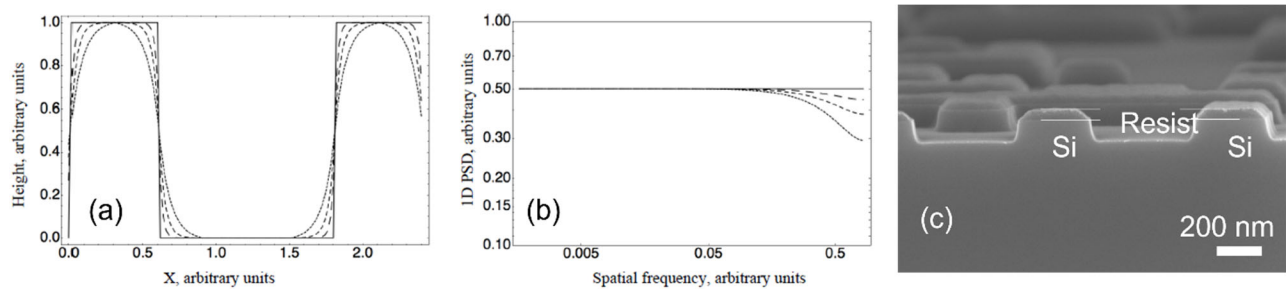 Height, arbitrary units
1.0
0.8
0.6
0.4
0.2
0.0
(a)
0.0 0.5 1.0 1.5 2.0
X, arbitrary units
1D PSD, arbitrary units
1.00
0.70
0.50
0.30
0.20
0.15
0.10
(b)
0.005 0.05 0.5
Spatial frequency, arbitrary units
Resist
Si Si
(c)
200 nm